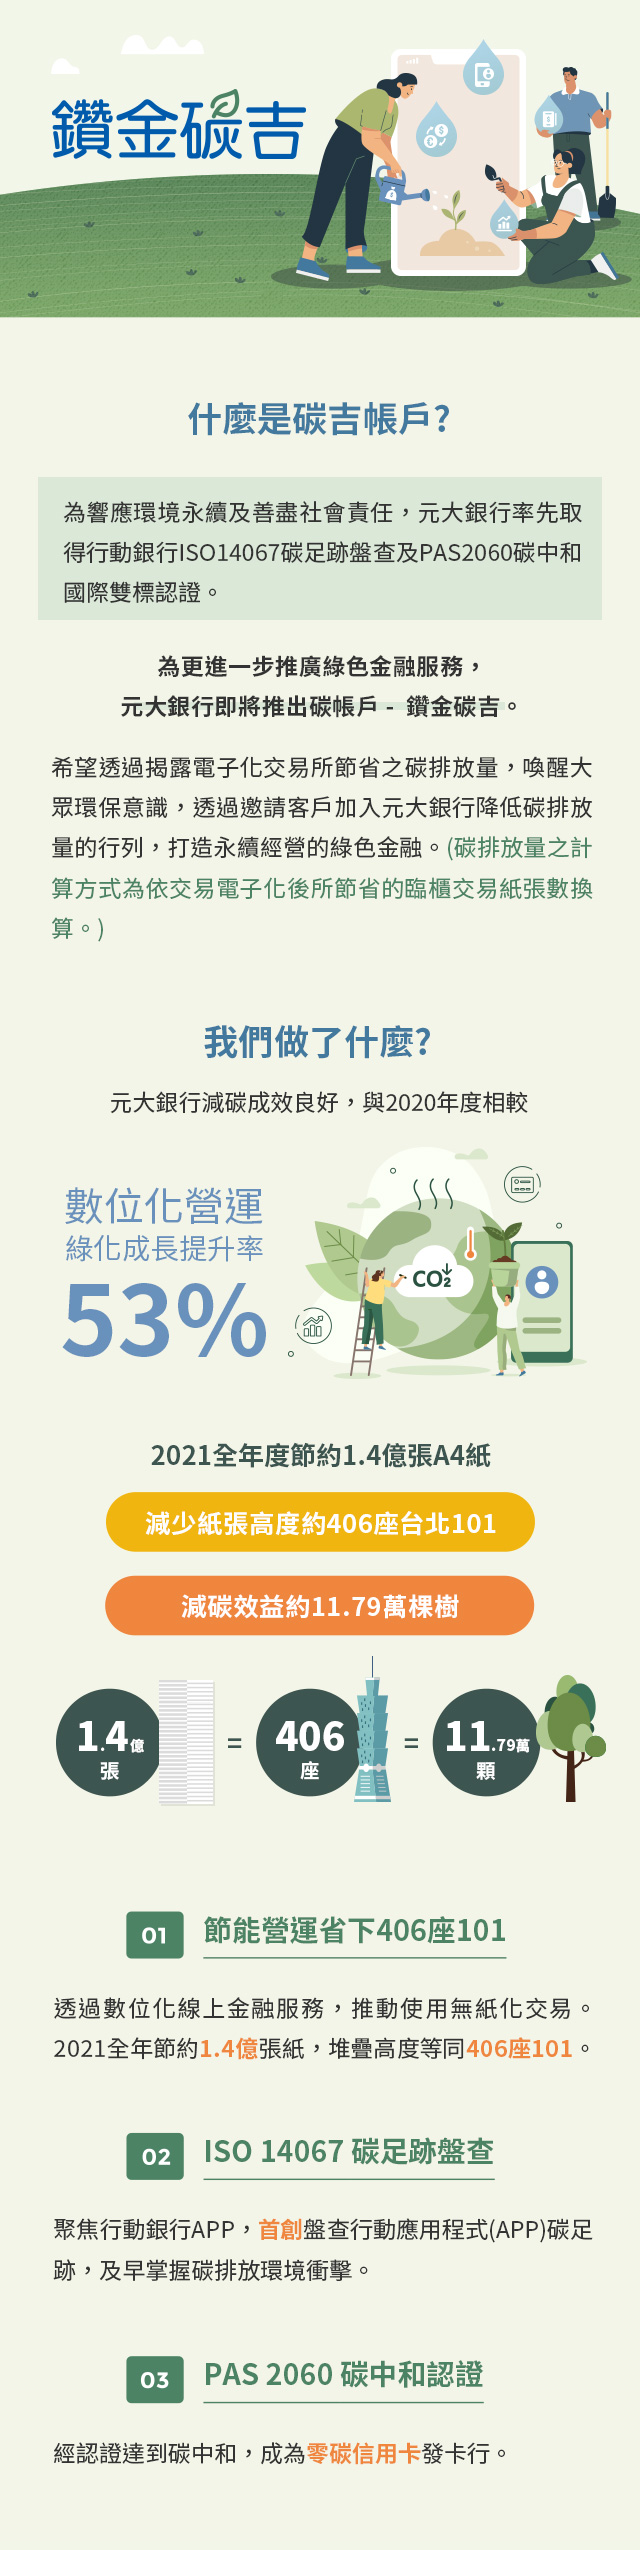 鑽金碳吉
什麼是碳吉帳戶?
為響應環境永續及善盡社會責任，元大銀行率先取
得行動銀行ISO14067碳足跡盤查及PAS2060碳中和
國際雙標認證。
為更進一步推廣綠色金融服務，
元大銀行即將推出碳帳戶 - 鑽金碳吉。
希望透過揭露電子化交易所節省之碳排放量，喚醒大
眾環保意識，透過邀請客戶加入元大銀行降低碳排放
量的行列，打造永續經營的綠色金融。(碳排放量之計
算方式為依交易電子化後所節省的臨櫃交易紙張數換
算。)
我們做了什麼?
元大銀行減碳成效良好，與2020年度相較
數位化營運
綠化成長提升率
53%
CO2
2021全年度節約1.4億張A4紙
減少紙張高度約406座台北101
減碳效益約11.79萬棵樹
1.4億
張
=
406
座
=
11.79萬
顆
01 節能營運省下406座101
透過數位化線上金融服務，推動使用無紙化交易。
2021全年節約1.4億張紙，堆疊高度等同406座101。
02 ISO 14067 碳足跡盤查
聚焦行動銀行APP，首創盤查行動應用程式(APP)碳足
跡，及早掌握碳排放環境衝擊。
03 PAS 2060 碳中和認證
經認證達到碳中和，成為零碳信用卡發卡行。